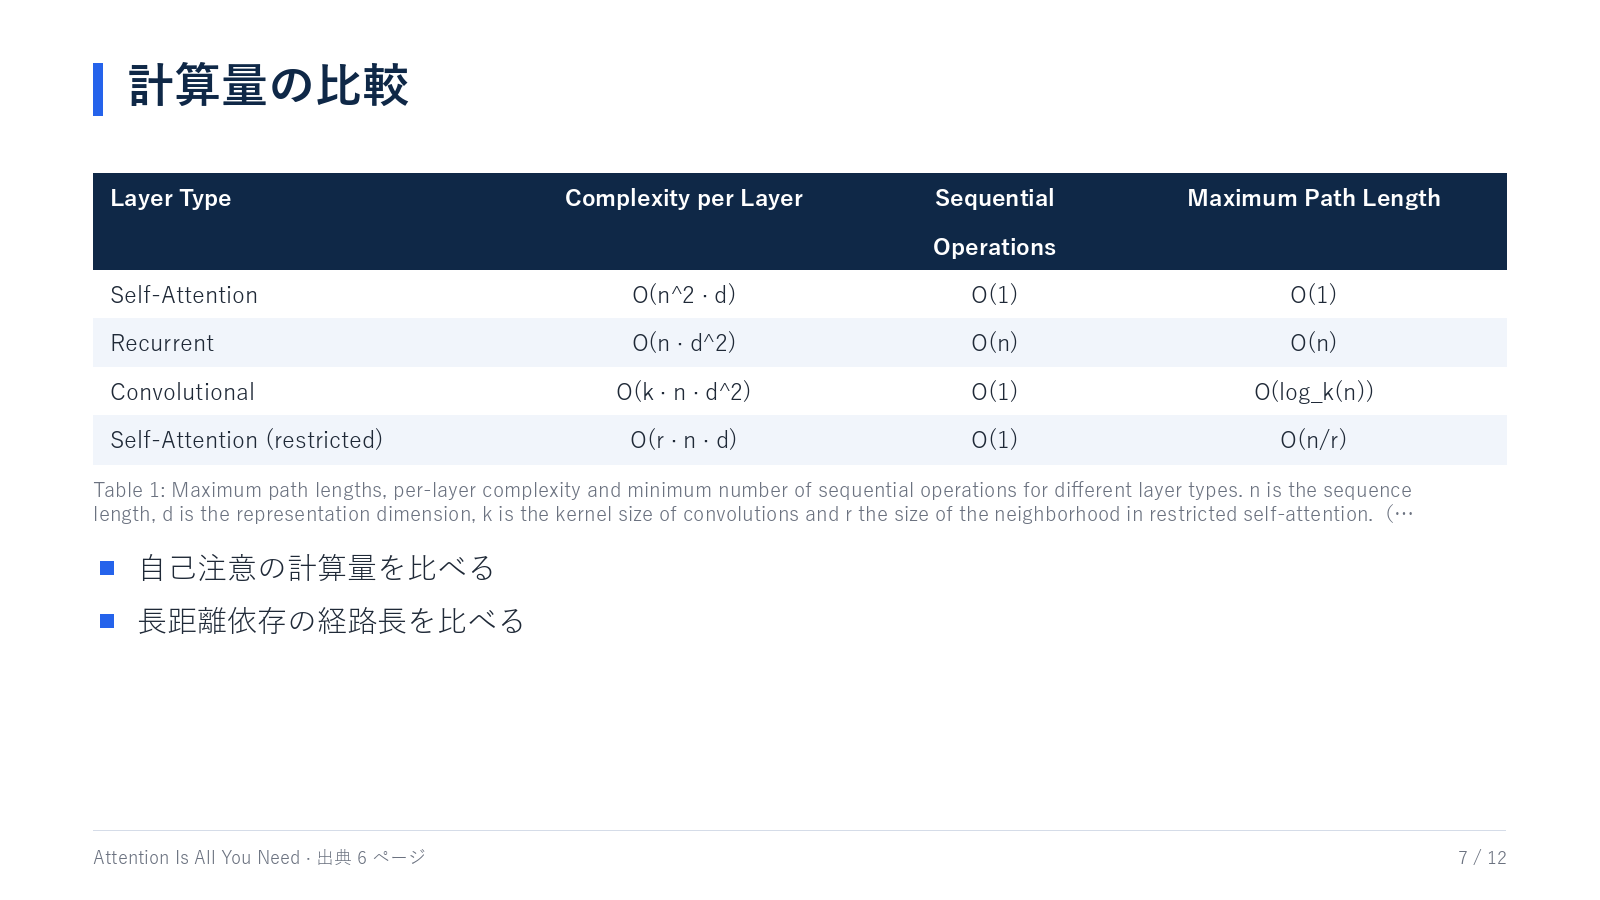 計算量の比較
Layer Type Complexity per Layer Sequential Operations Maximum Path Length
Self-Attention O(n^2 · d) O(1) O(1)
Recurrent O(n · d^2) O(n) O(n)
Convolutional O(k · n · d^2) O(1) O(log_k(n))
Self-Attention (restricted) O(r · n · d) O(1) O(n/r)
Table 1: Maximum path lengths, per-layer complexity and minimum number of sequential operations for different layer types. n is the sequence
length, d is the representation dimension, k is the kernel size of convolutions and r the size of the neighborhood in restricted self-attention.（…
■ 自己注意の計算量を比べる
■ 長距離依存の経路長を比べる
Attention Is All You Need · 出典 6 ページ
7 / 12